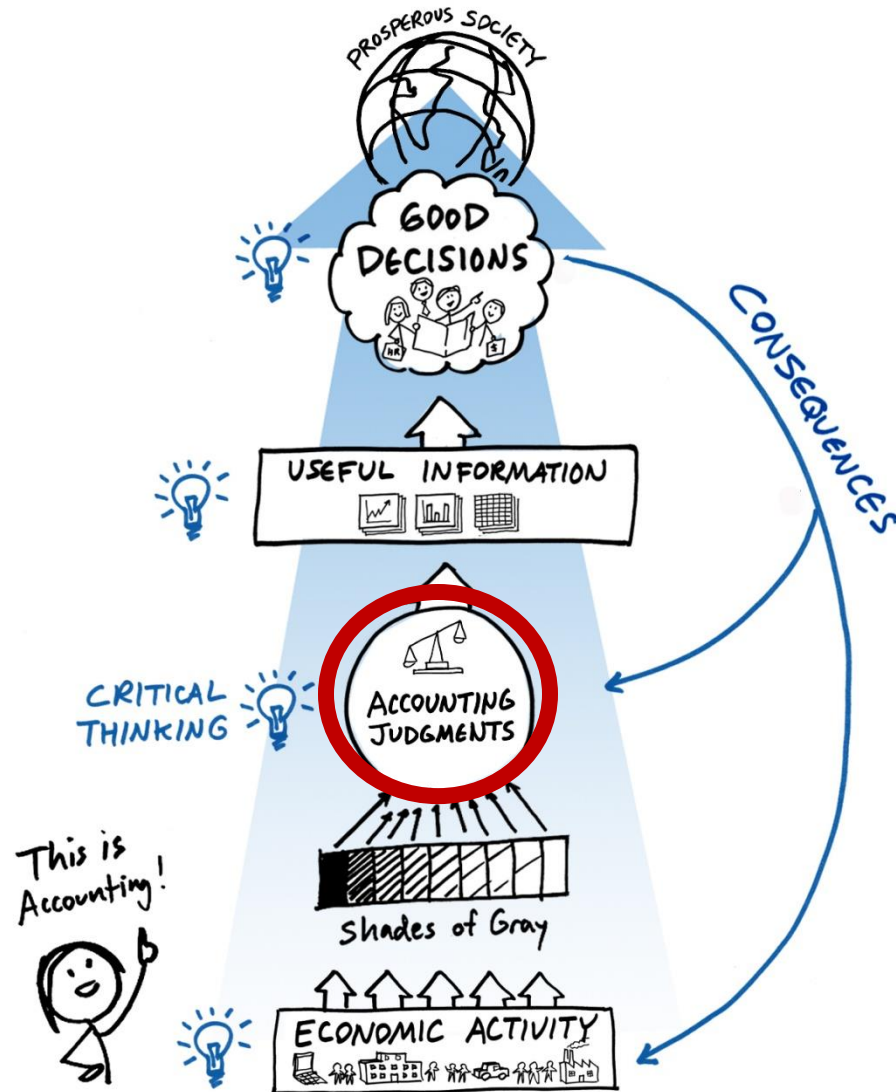 PROSPEROUS SOCIETY
GOOD
DECISIONS
HR
$
CONSEQUENCES
USEFUL INFORMATION
CRITICAL
THINKING
ACCOUNTING
JUDGMENTS
This is
Accounting!
Shades of Gray
ECONOMIC ACTIVITY